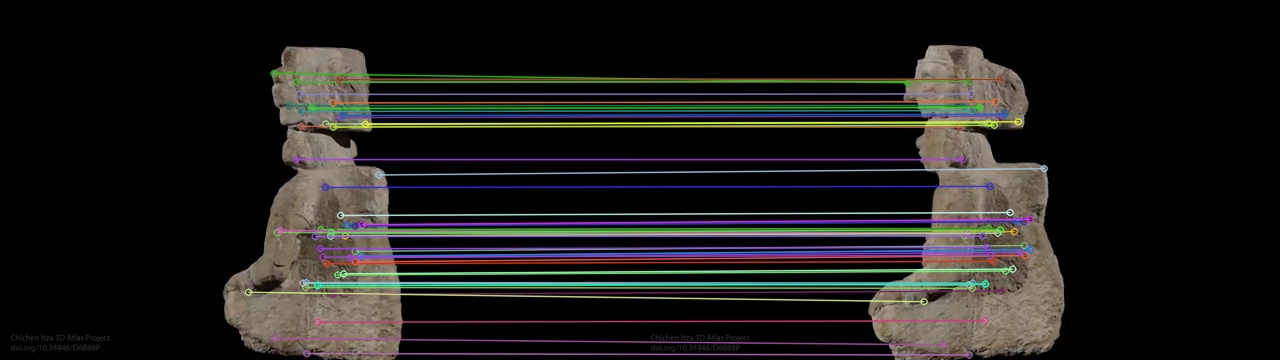 Chichen Itza 3D Atlas Project
doi.org/10.34946/D6B88P
Chichen Itza 3D Atlas Project
doi.org/10.34946/D6B88P